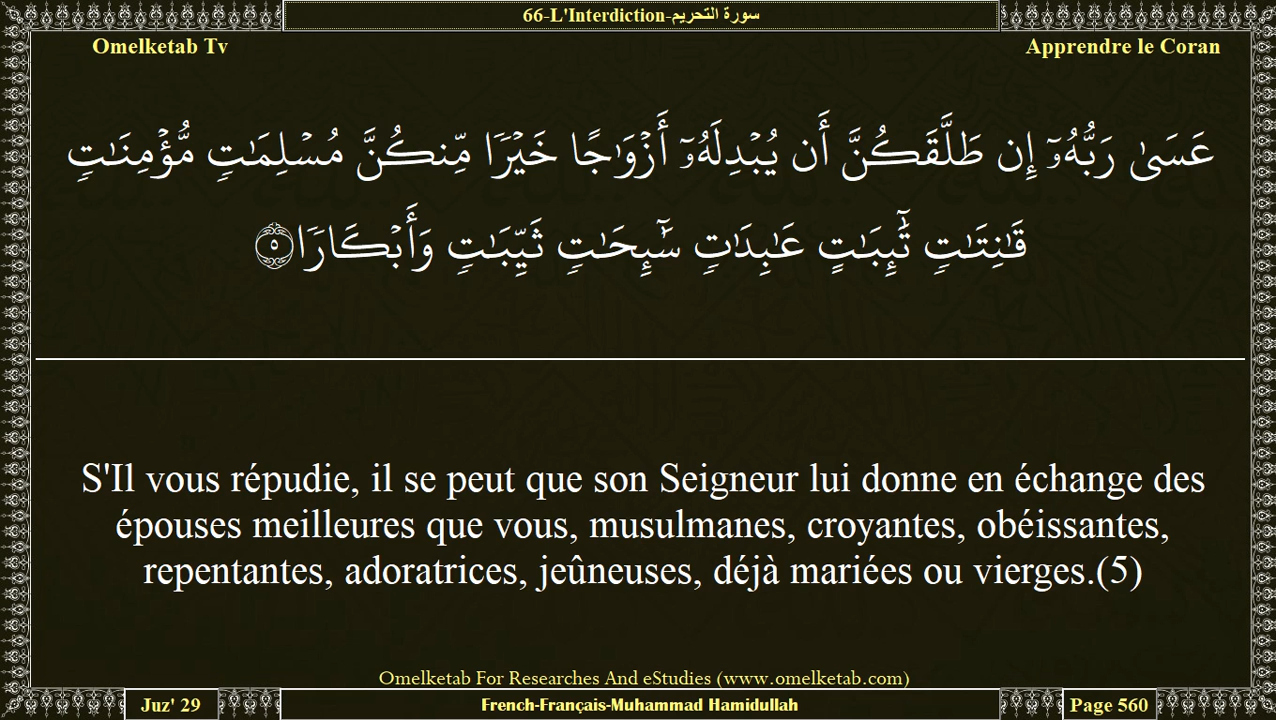 66-L'Interdiction-سورة التحريم
Omelketab Tv
Apprendre le Coran
عَسَىٰ رَبُّهُۥٓ إِن طَلَّقَكُنَّ أَن يُبْدِلَهُۥٓ أَزْوَٰجًا خَيْرًا مِّنكُنَّ مُسْلِمَٰتٍ مُّؤْمِنَٰتٍ
قَٰنِتَٰتٍ تَٰٓئِبَٰتٍ عَٰبِدَٰتٍ سَٰٓئِحَٰتٍ ثَيِّبَٰتٍ وَأَبْكَارًا ۝٥
S'Il vous répudie, il se peut que son Seigneur lui donne en échange des
épouses meilleures que vous, musulmanes, croyantes, obéissantes,
repentantes, adoratrices, jeûneuses, déjà mariées ou vierges.(5)
Omelketab For Researches And eStudies (www.omelketab.com)
Juz' 29
French-Français-Muhammad Hamidullah
Page 560